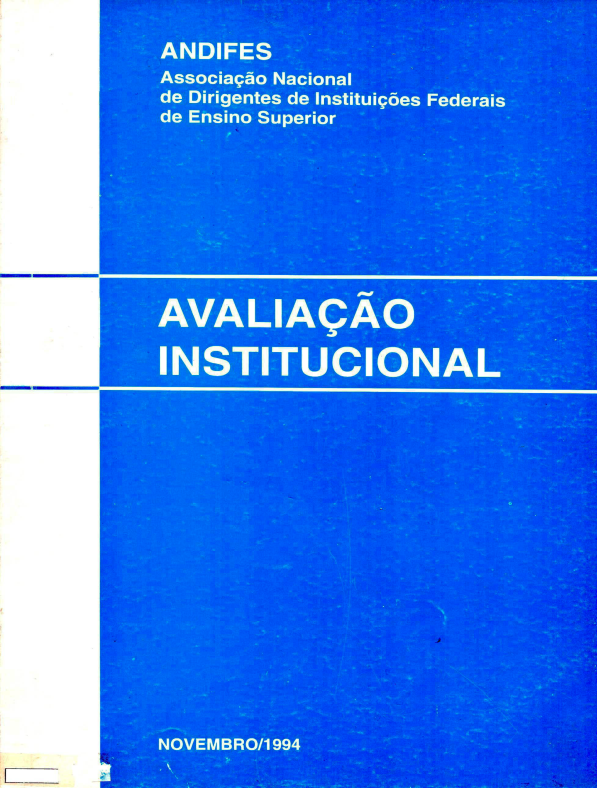 ANDIFES
Associação Nacional
de Dirigentes de Instituições Federais
de Ensino Superior
AVALIAÇÃO
INSTITUCIONAL
NOVEMBRO/1994